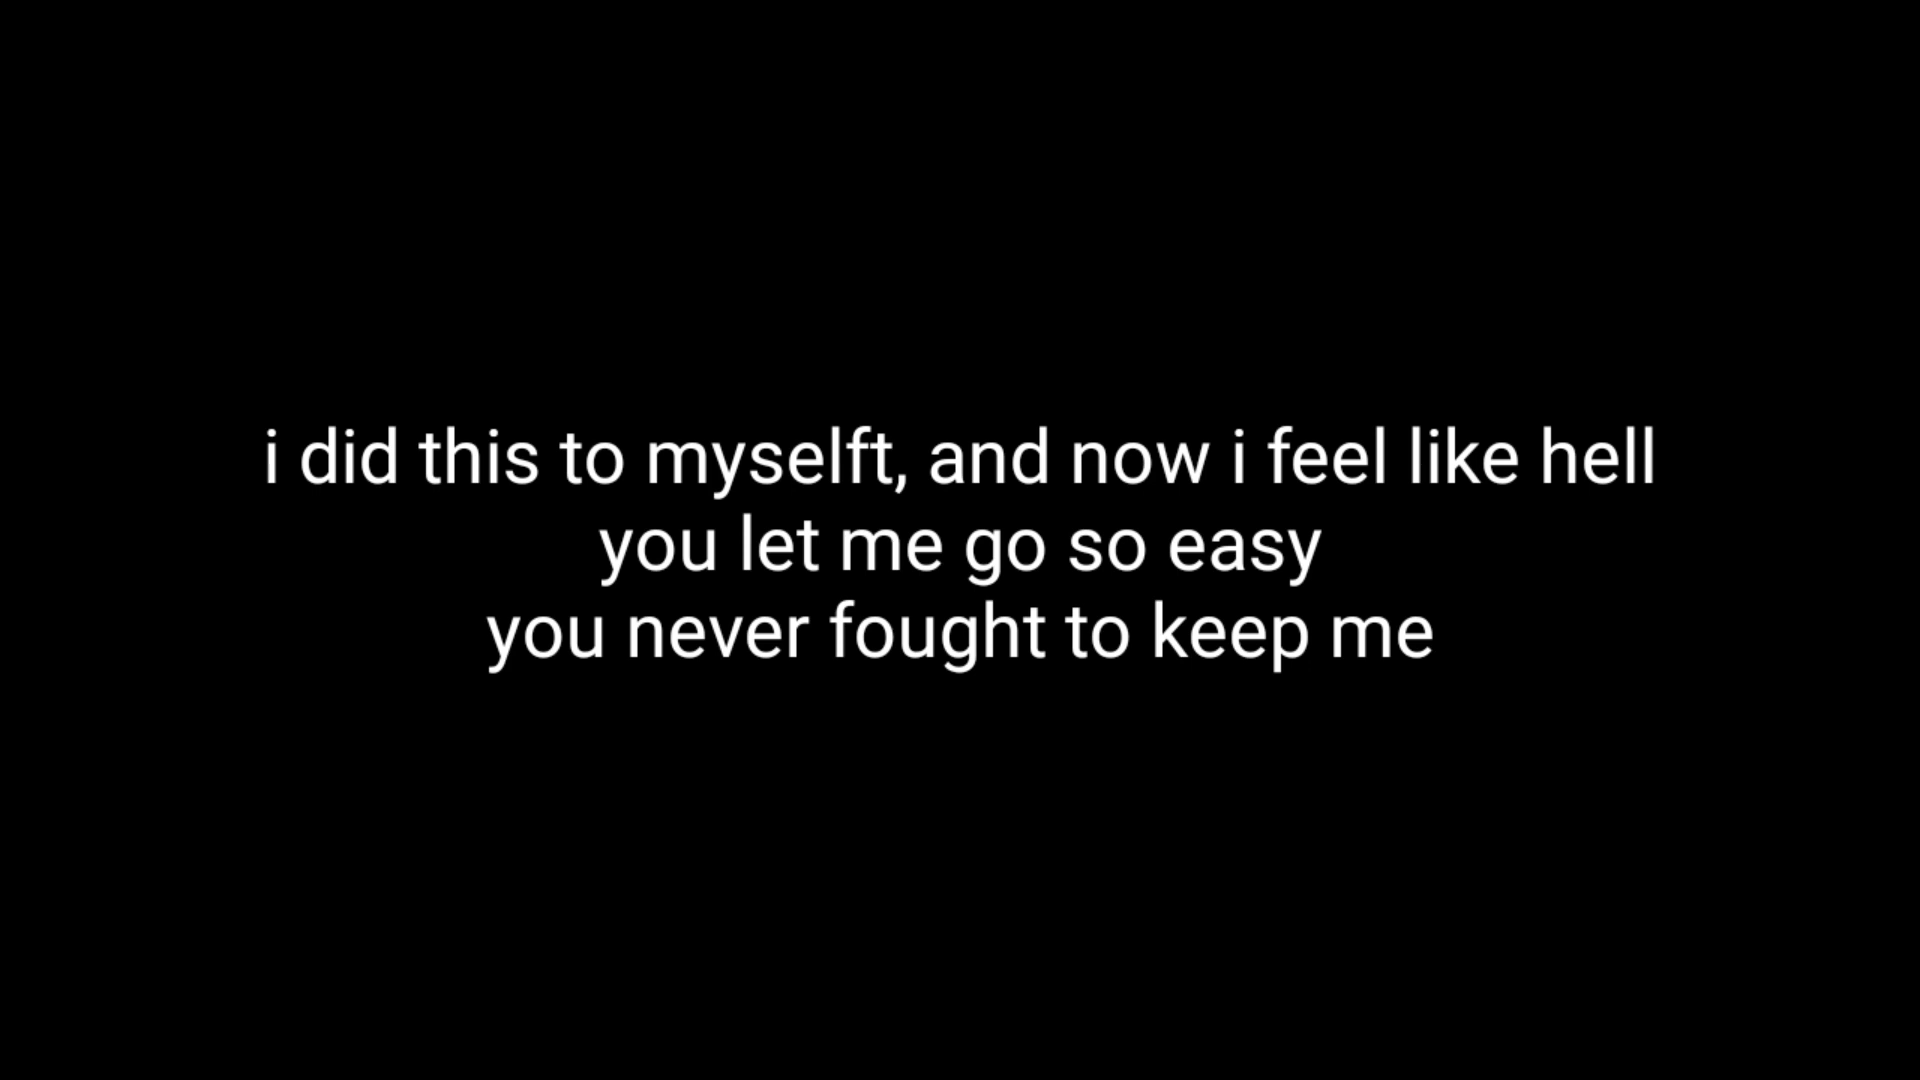 i did this to myselft, and now i feel like hell
you let me go so easy
you never fought to keep me